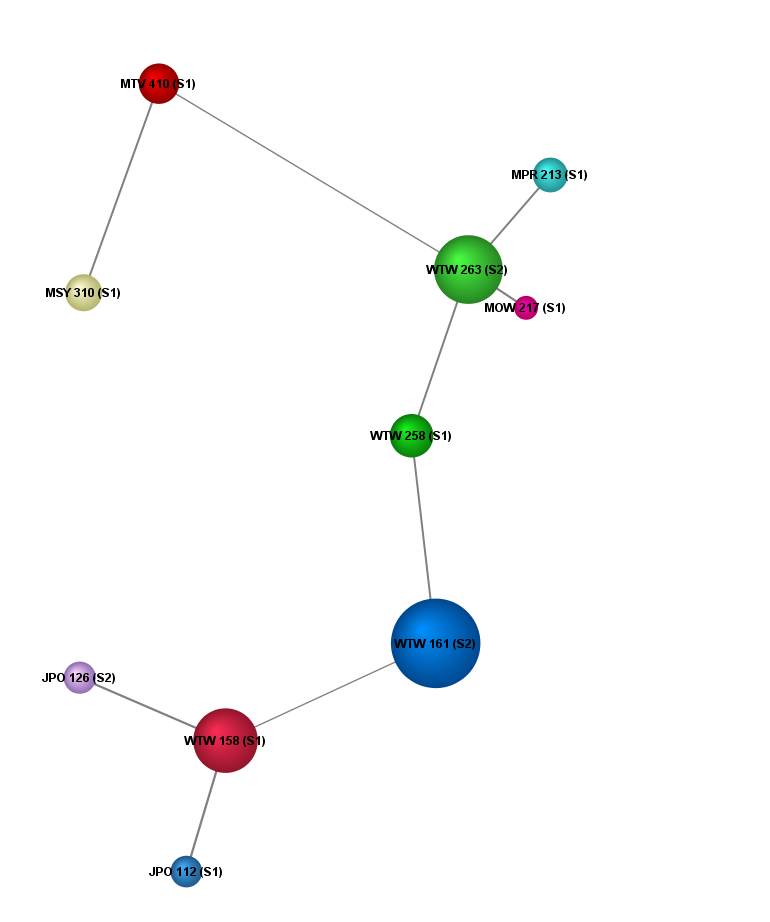 MTV 410 (S1)
MPR 213 (S1)
WTW 263 (S2)
MSY 310 (S1)
MOW 217 (S1)
WTW 258 (S1)
WTW 161 (S2)
JPO 126 (S2)
WTW 158 (S1)
JPO 112 (S1)